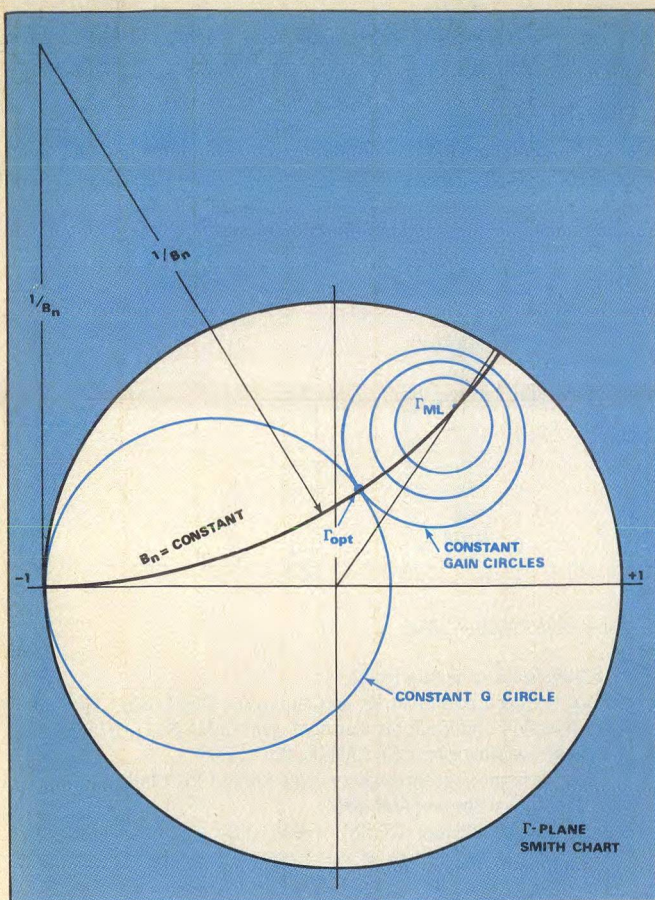 1/Bn
1/Bn
ΓML
Bn = CONSTANT
Γopt
CONSTANT
GAIN CIRCLES
-1
+1
CONSTANT G CIRCLE
Γ-PLANE
SMITH CHART